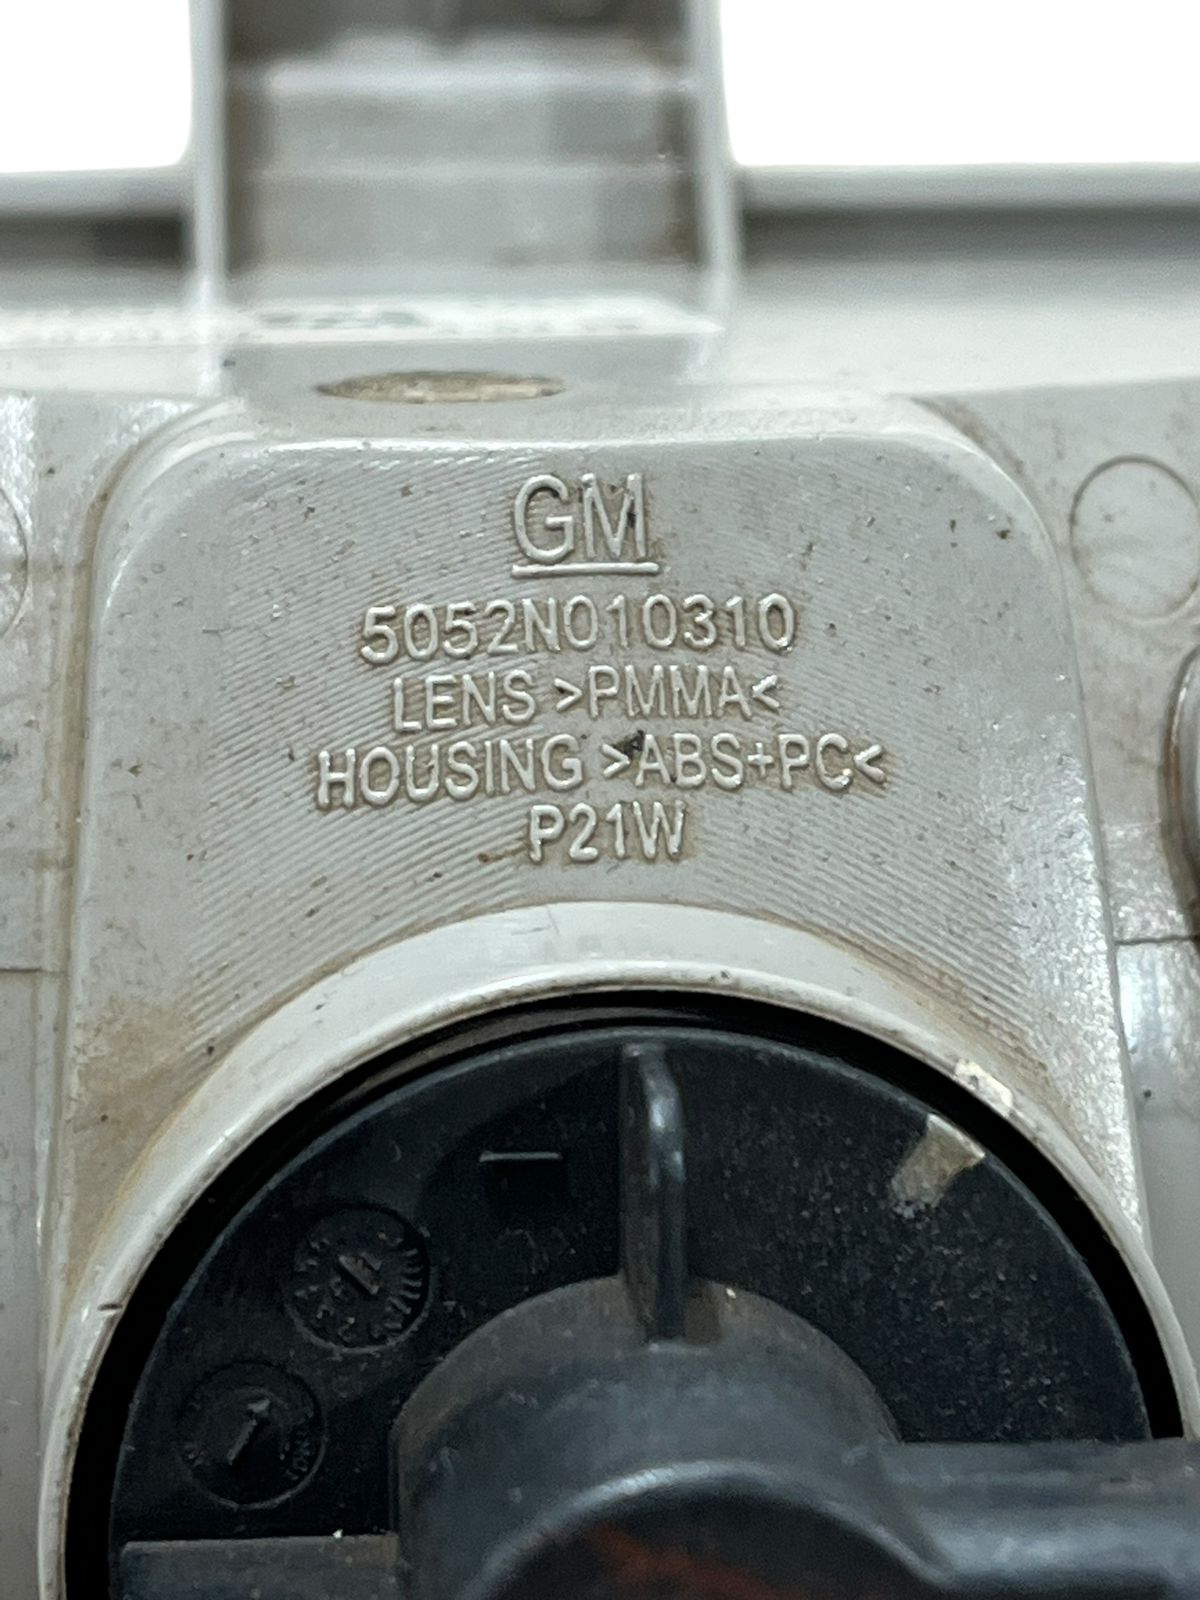 GM
5052N010310
LENS >PMMA<
HOUSING >ABS+PC<
P21W